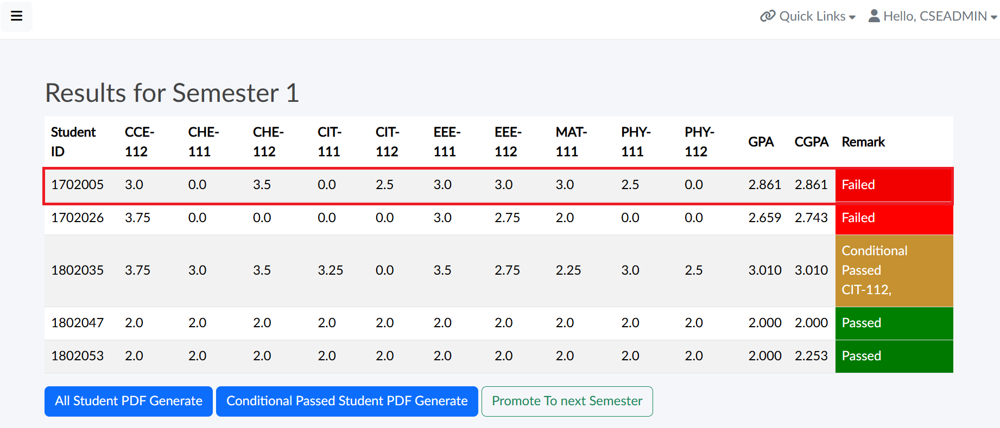 Quick Links Hello, CSEADMIN
Results for Semester 1
Student ID CCE-112 CHE-111 CHE-112 CIT-111 CIT-112 EEE-111 EEE-112 MAT-111 PHY-111 PHY-112 GPA CGPA Remark
1702005 3.0 0.0 3.5 0.0 2.5 3.0 3.0 3.0 2.5 0.0 2.861 2.861 Failed
1702026 3.75 0.0 0.0 0.0 0.0 3.0 2.75 2.0 0.0 0.0 2.659 2.743 Failed
1802035 3.75 3.0 3.5 3.25 0.0 3.5 2.75 2.25 3.0 2.5 3.010 3.010 Conditional Passed CIT-112,
1802047 2.0 2.0 2.0 2.0 2.0 2.0 2.0 2.0 2.0 2.0 2.000 2.000 Passed
1802053 2.0 2.0 2.0 2.0 2.0 2.0 2.0 2.0 2.0 2.0 2.000 2.253 Passed
All Student PDF Generate Conditional Passed Student PDF Generate Promote To next Semester